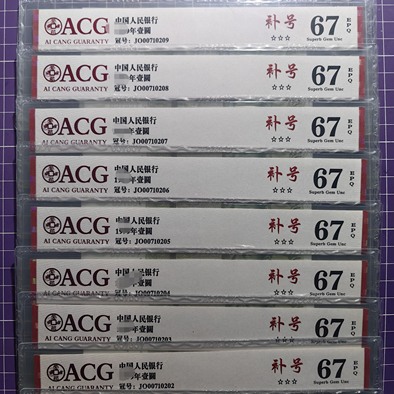 ACG
AI CANG GUARANTY
中国人民银行
年壹圆
冠号: JO00710209
补号
☆☆☆
67
EPQ
Superb Gem Unc
ACG
AI CANG GUARANTY
中国人民银行
年壹圆
冠号: JO00710208
补号
☆☆☆
67
EPQ
Superb Gem Unc
ACG
AI CANG GUARANTY
中国人民银行
年壹圆
冠号: JO00710207
补号
☆☆☆
67
EPQ
Superb Gem Unc
ACG
AI CANG GUARANTY
中国人民银行
年壹圆
冠号: JO00710206
补号
☆☆☆
67
EPQ
Superb Gem Unc
ACG
AI CANG GUARANTY
中国人民银行
年壹圆
冠号: JO00710205
补号
☆☆☆
67
EPQ
Superb Gem Unc
ACG
AI CANG GUARANTY
中国人民银行
年壹圆
冠号: JO00710204
补号
☆☆☆
67
EPQ
Superb Gem Unc
ACG
AI CANG GUARANTY
中国人民银行
年壹圆
冠号: JO00710203
补号
☆☆☆
67
EPQ
Superb Gem Unc
ACG
AI CANG GUARANTY
中国人民银行
年壹圆
冠号: JO00710202
补号
☆☆☆
67
EPQ
Superb Gem Unc